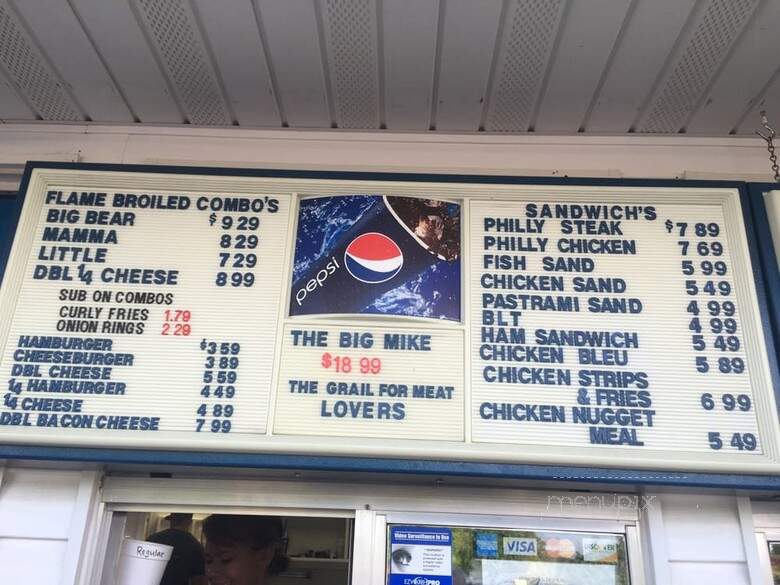 FLAME BROILED COMBO'S
BIG BEAR $9 29
MAMMA 8 29
LITTLE 7 29
DBL 1/4 CHEESE 8 99
SUB ON COMBOS
CURLY FRIES 1.79
ONION RINGS 2 29
HAMBURGER $3 59
CHEESEBURGER 3 89
DBL CHEESE 5 59
1/4 HAMBURGER 4 49
1/4 CHEESE 4 89
DBL BACON CHEESE 7 99
pepsi
THE BIG MIKE
$18 99
THE GRAIL FOR MEAT
LOVERS
SANDWICH'S
PHILLY STEAK $7 89
PHILLY CHICKEN 7 69
FISH SAND 5 99
CHICKEN SAND 5 49
PASTRAMI SAND 4 99
BLT 4 99
HAM SANDWICH 5 49
CHICKEN BLEU 5 89
CHICKEN STRIPS
& FRIES 6 99
CHICKEN NUGGET
MEAL 5 49
menupix
Regular
Video Surveillance In Use
VISA
DISCOVER